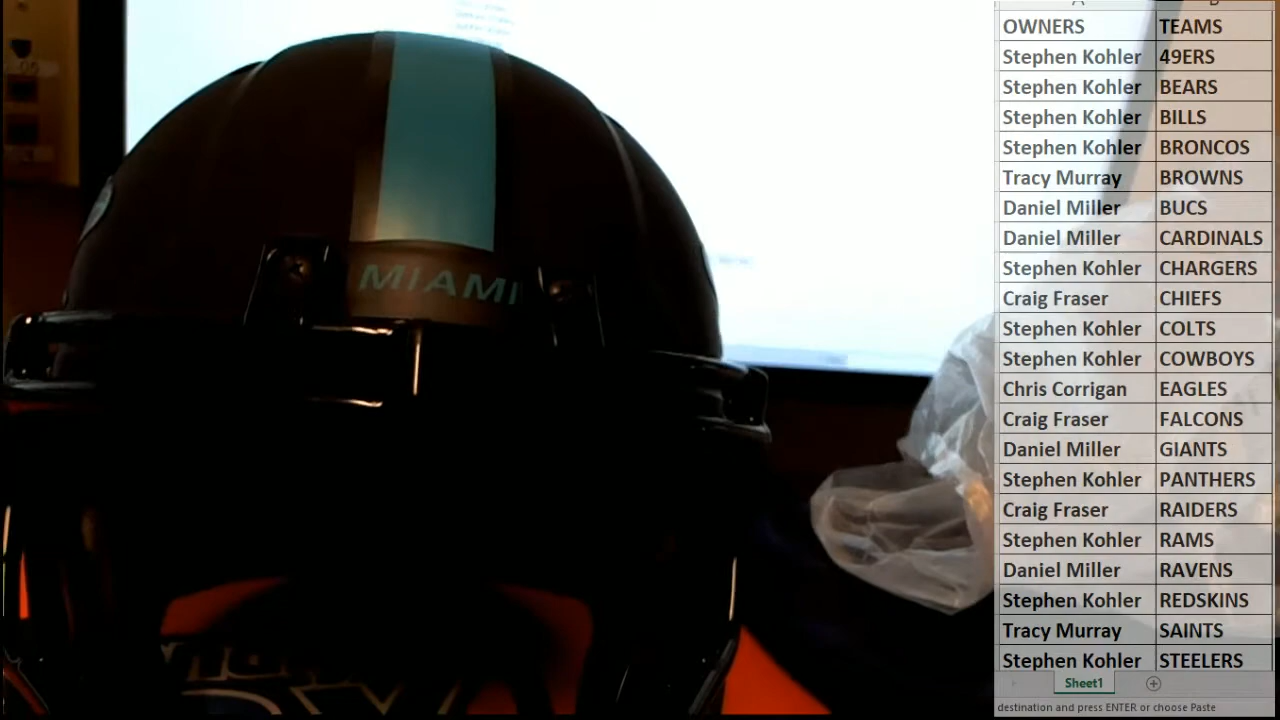 MIAMI
OWNERS TEAMS
Stephen Kohler 49ERS
Stephen Kohler BEARS
Stephen Kohler BILLS
Stephen Kohler BRONCOS
Tracy Murray BROWNS
Daniel Miller BUCS
Daniel Miller CARDINALS
Stephen Kohler CHARGERS
Craig Fraser CHIEFS
Stephen Kohler COLTS
Stephen Kohler COWBOYS
Chris Corrigan EAGLES
Craig Fraser FALCONS
Daniel Miller GIANTS
Stephen Kohler PANTHERS
Craig Fraser RAIDERS
Stephen Kohler RAMS
Daniel Miller RAVENS
Stephen Kohler REDSKINS
Tracy Murray SAINTS
Stephen Kohler STEELERS
Sheet1
destination and press ENTER or choose Paste